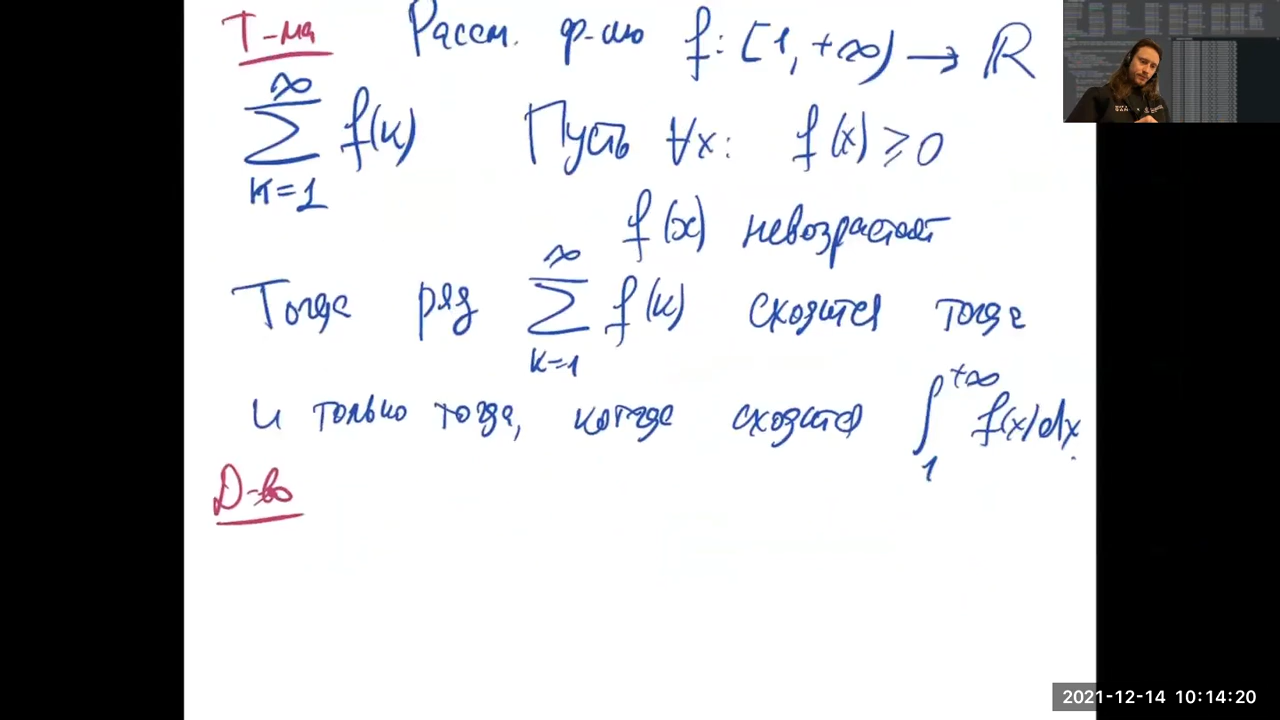 Т-ма Рассм. ф-ию f: [1, +∞) → ℝ
∞
∑ f(k) Пусть ∀x: f(x) ⩾ 0
k=1
f(x) невозрастает
∞
Тогда ряд ∑ f(k) сходится тогда
k=1
и только тогда, когда сходится ∫₁^{+∞} f(x)dx.
Д-во
2021-12-14 10:14:20